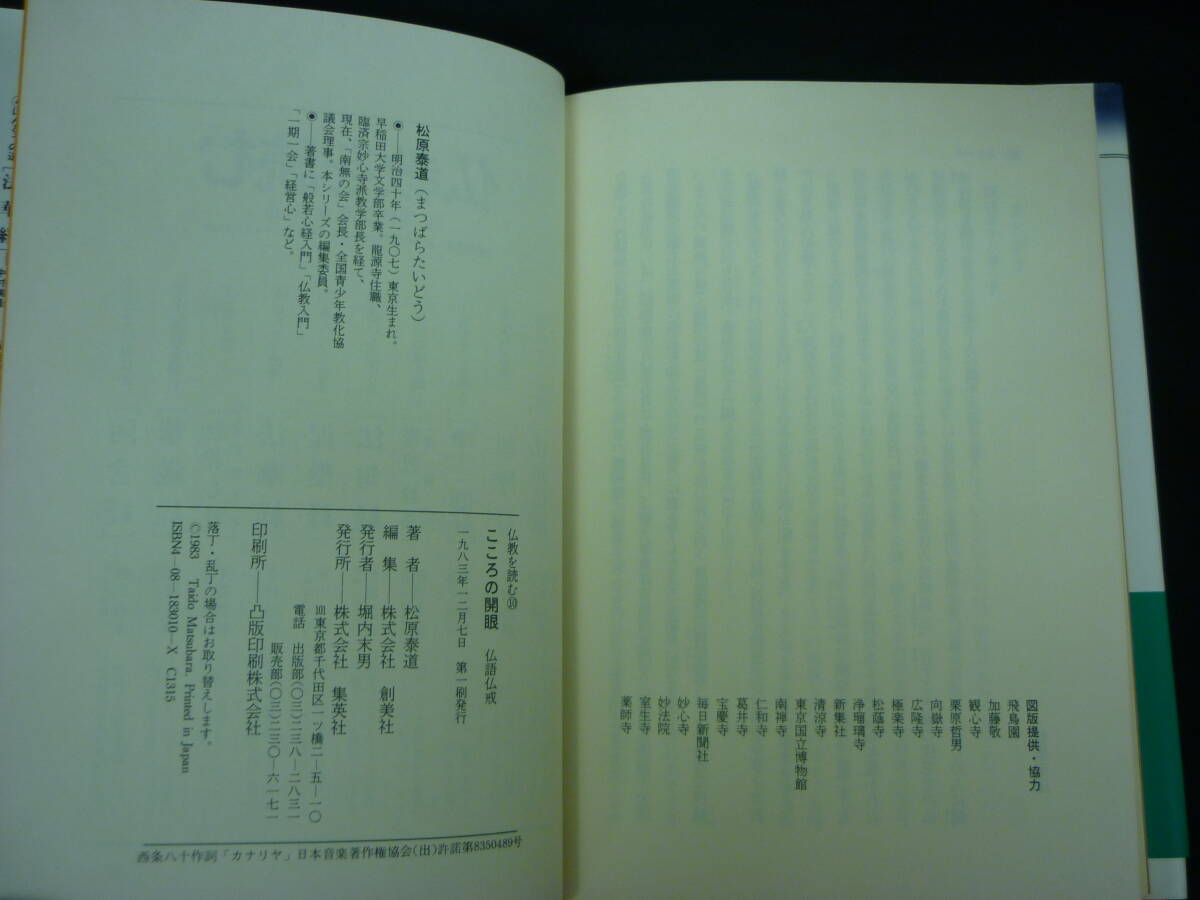 図版提供・協力
飛鳥園
加藤敬
観心寺
栗原哲男
向嶽寺
広隆寺
極楽寺
松蔭寺
浄瑠璃寺
新集社
清涼寺
東京国立博物館
南禅寺
仁和寺
葛井寺
宝慶寺
毎日新聞社
妙心寺
妙法院
室生寺
薬師寺
松原泰道(まつばらたいどう)
◉――明治四十年(一九〇七)東京生まれ。
早稲田大学文学部卒業。龍源寺住職、
臨済宗妙心寺派教学部長を経て、
現在、「南無の会」会長・全国青少年教化協
議会理事。本シリーズの編集委員。
◉――著書に「般若心経入門」「仏教入門」
「一期一会」「経営心」など。
仏教を読む⑩
こころの開眼 仏語仏戒
一九八三年一二月七日 第一刷発行
著 者――松原泰道
編 集――株式会社 創美社
発行者――堀内末男
発行所――株式会社 集英社
101東京都千代田区一ツ橋二―五―一〇
電話 出版部(〇三)二三八―二八三一
販売部(〇三)二三〇―六一七一
印刷所――凸版印刷株式会社
落丁・乱丁の場合はお取り替えします。
©1983 Taido Matsubara. Printed in Japan
ISBN4―08―183010―X C1315
西条八十作詞「カナリヤ」日本音楽著作権協会(出)許諾第8350489号